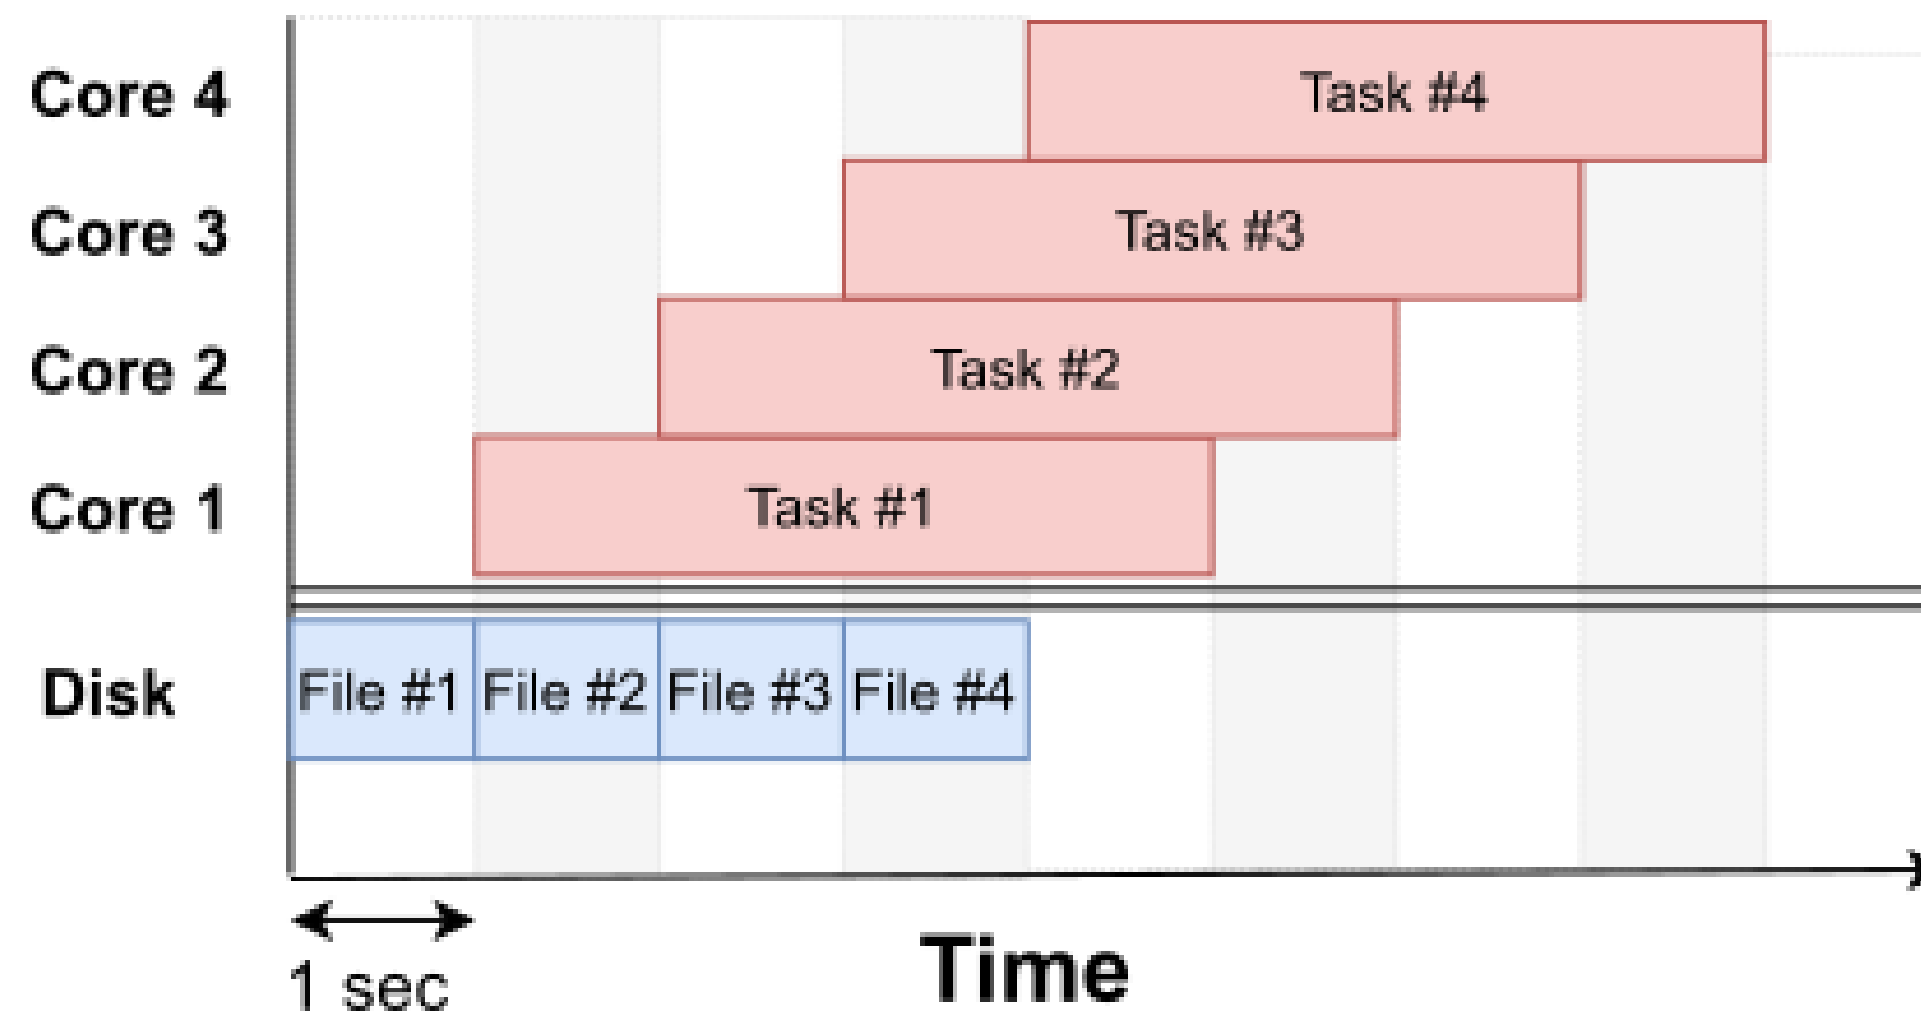 Core 4
Task #4
Core 3
Task #3
Core 2
Task #2
Core 1
Task #1
Disk
File #1 File #2 File #3 File #4
1 sec
Time